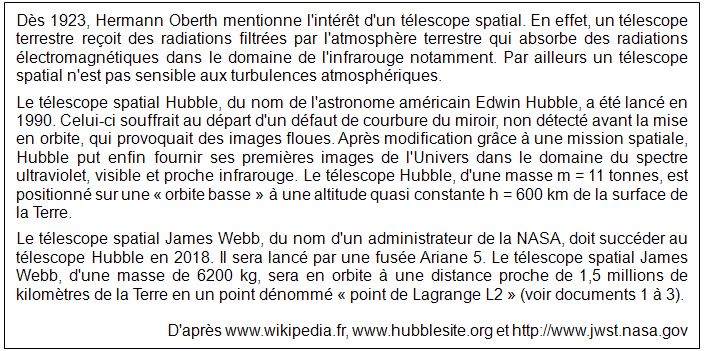 Dès 1923, Hermann Oberth mentionne l'intérêt d'un télescope spatial. En effet, un télescope
terrestre reçoit des radiations filtrées par l'atmosphère terrestre qui absorbe des radiations
électromagnétiques dans le domaine de l'infrarouge notamment. Par ailleurs un télescope
spatial n'est pas sensible aux turbulences atmosphériques.
Le télescope spatial Hubble, du nom de l'astronome américain Edwin Hubble, a été lancé en
1990. Celui-ci souffrait au départ d'un défaut de courbure du miroir, non détecté avant la mise
en orbite, qui provoquait des images floues. Après modification grâce à une mission spatiale,
Hubble put enfin fournir ses premières images de l'Univers dans le domaine du spectre
ultraviolet, visible et proche infrarouge. Le télescope Hubble, d'une masse m = 11 tonnes, est
positionné sur une « orbite basse » à une altitude quasi constante h = 600 km de la surface de
la Terre.
Le télescope spatial James Webb, du nom d'un administrateur de la NASA, doit succéder au
télescope Hubble en 2018. Il sera lancé par une fusée Ariane 5. Le télescope spatial James
Webb, d'une masse de 6200 kg, sera en orbite à une distance proche de 1,5 millions de
kilomètres de la Terre en un point dénommé « point de Lagrange L2 » (voir documents 1 à 3).
D'après www.wikipedia.fr, www.hubblesite.org et http://www.jwst.nasa.gov